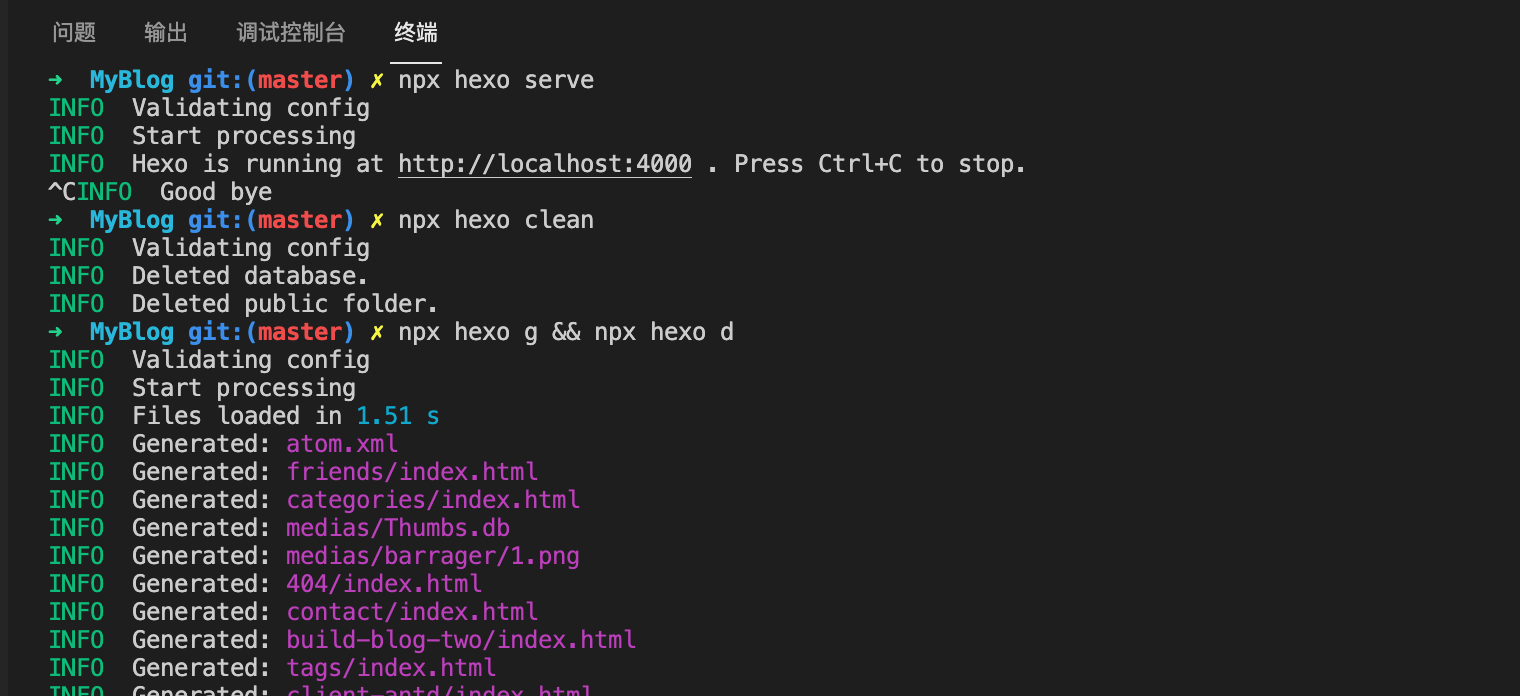 问题 输出 调试控制台 终端
➜ MyBlog git:(master) ✗ npx hexo serve
INFO Validating config
INFO Start processing
INFO Hexo is running at http://localhost:4000 . Press Ctrl+C to stop.
^CINFO Good bye
➜ MyBlog git:(master) ✗ npx hexo clean
INFO Validating config
INFO Deleted database.
INFO Deleted public folder.
➜ MyBlog git:(master) ✗ npx hexo g && npx hexo d
INFO Validating config
INFO Start processing
INFO Files loaded in 1.51 s
INFO Generated: atom.xml
INFO Generated: friends/index.html
INFO Generated: categories/index.html
INFO Generated: medias/Thumbs.db
INFO Generated: medias/barrager/1.png
INFO Generated: 404/index.html
INFO Generated: contact/index.html
INFO Generated: build-blog-two/index.html
INFO Generated: tags/index.html
INFO Generated: client-antd/index.html